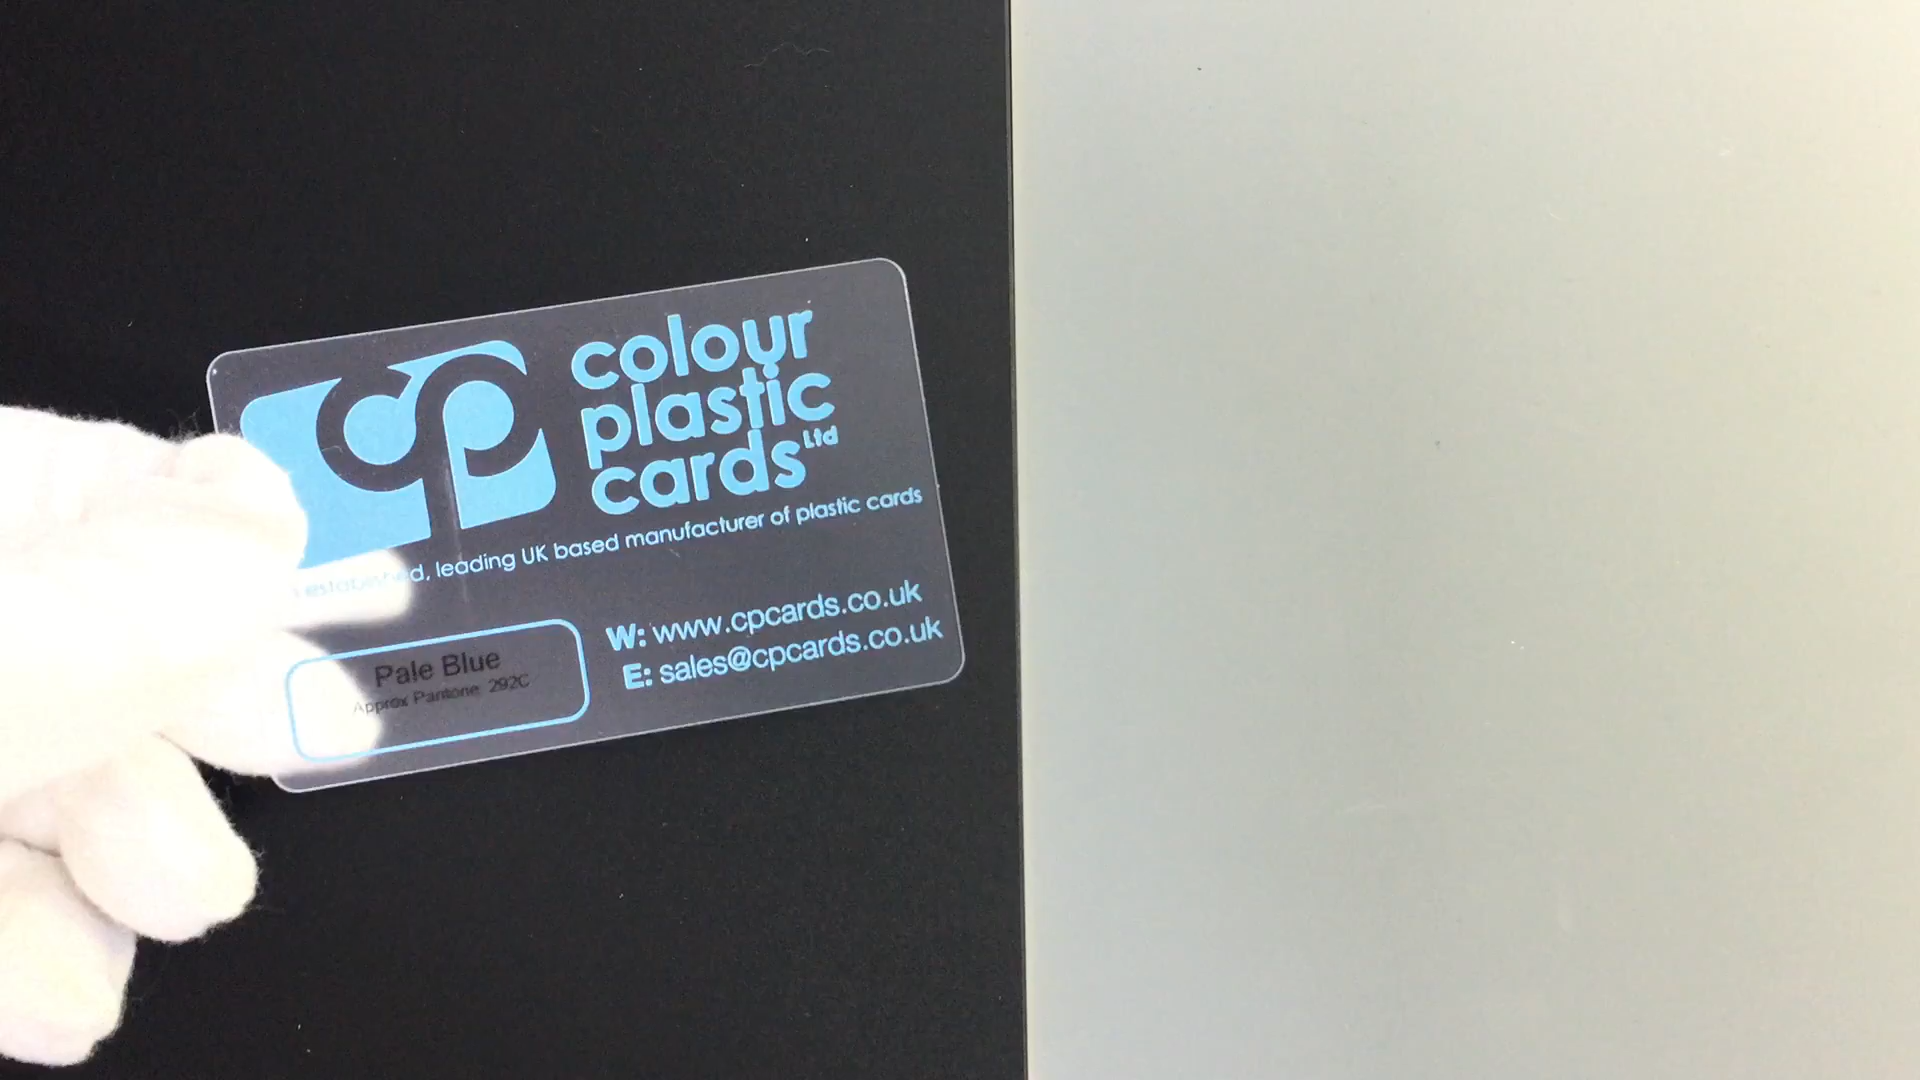 cp
colour
plastic
cards Ltd
established, leading UK based manufacturer of plastic cards
W: www.cpcards.co.uk
E: sales@cpcards.co.uk
Pale Blue
Approx Pantone: 292C